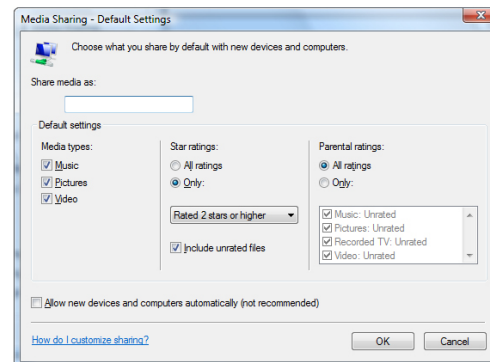 Media Sharing - Default Settings
Choose what you share by default with new devices and computers.
Share media as:
Default settings
Media types:
Music
Pictures
Video
Star ratings:
All ratings
Only:
Rated 2 stars or higher
Include unrated files
Parental ratings:
All ratings
Only:
Music: Unrated
Pictures: Unrated
Recorded TV: Unrated
Video: Unrated
Allow new devices and computers automatically (not recommended)
How do I customize sharing?
OK
Cancel